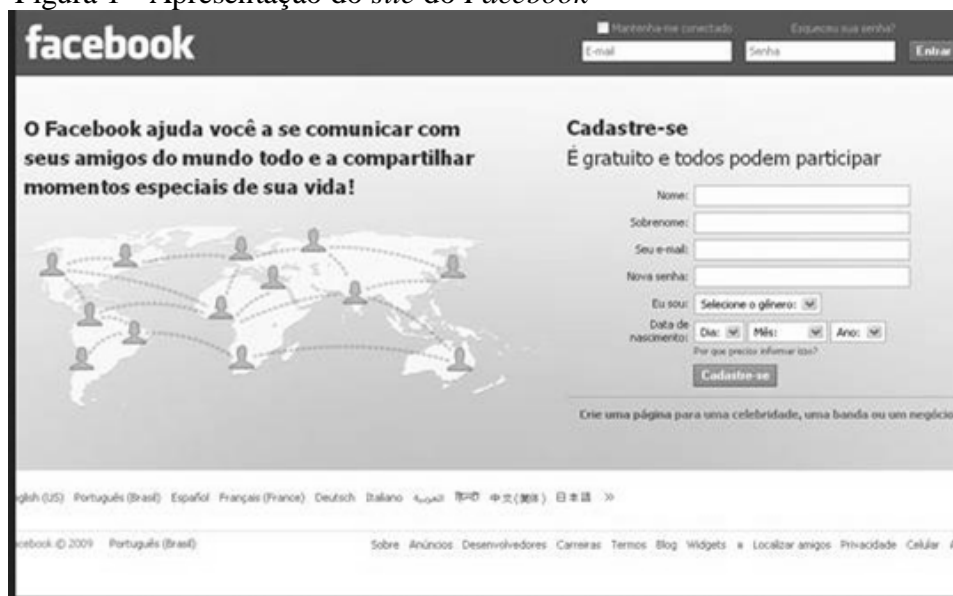 Figura 1 - Apresentação do site do Facebook
facebook
Mantenha-me conectado Esqueceu sua senha?
E-mail Senha Entrar
O Facebook ajuda você a se comunicar com
seus amigos do mundo todo e a compartilhar
momentos especiais de sua vida!
Cadastre-se
É gratuito e todos podem participar
Nome:
Sobrenome:
Seu e-mail:
Nova senha:
Eu sou: Selecione o gênero:
Data de
nascimento: Dia: Mês: Ano:
Por que preciso informar isso?
Cadastre-se
Crie uma página para uma celebridade, uma banda ou um negócio
nglish (US) Português (Brasil) Español Français (France) Deutsch Italiano العربية हिन्दी 中文(简体) 日本語 »
acebook © 2009 Português (Brasil)
Sobre Anúncios Desenvolvedores Carreiras Termos Blog Widgets Localizar amigos Privacidade Celular